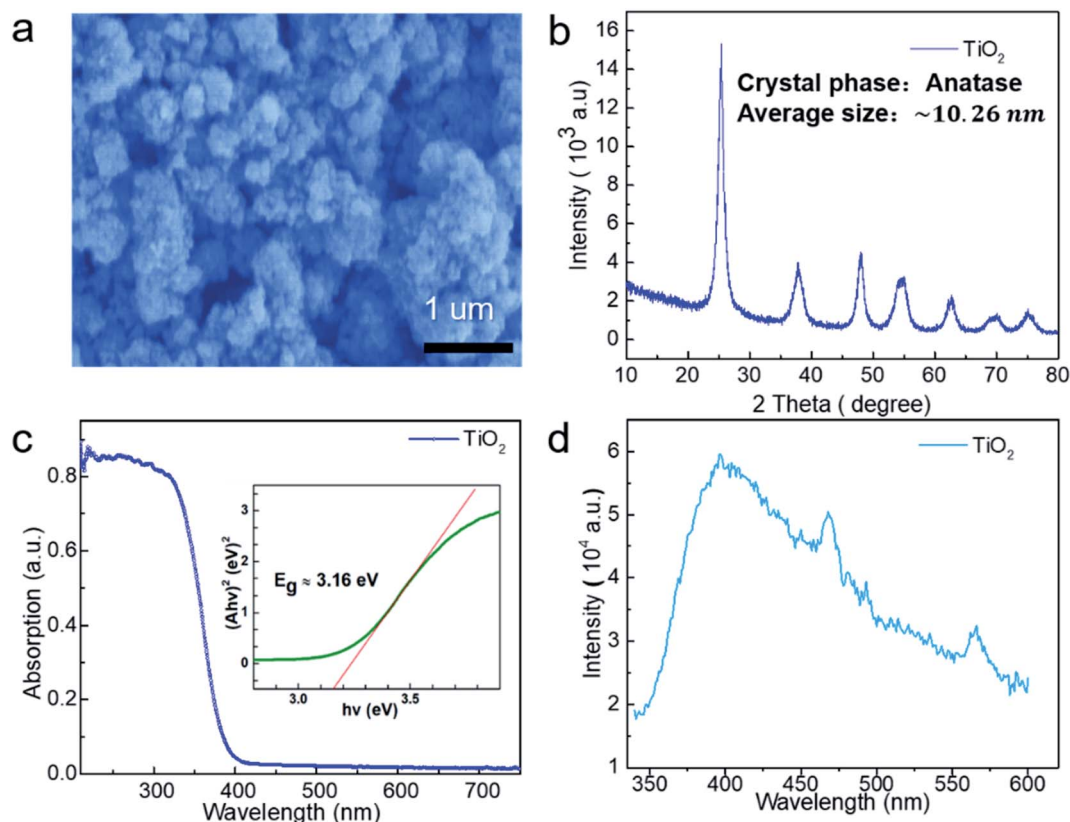 a
1 um
b
TiO2
Crystal phase：Anatase
Average size：~10.26 nm
Intensity ( 10^3 a.u)
16
14
12
10
8
6
4
2
0
10 20 30 40 50 60 70 80
2 Theta ( degree)
c
TiO2
Absorption (a.u.)
0.8
0.6
0.4
0.2
0.0
300 400 500 600 700
Wavelength (nm)
(Ahν)^2 (eV)^2
3
2
1
0
Eg ≈ 3.16 eV
3.0 3.5
hν (eV)
d
TiO2
Intensity ( 10^4 a.u.)
6
5
4
3
2
1
350 400 450 500 550 600
Wavelength (nm)